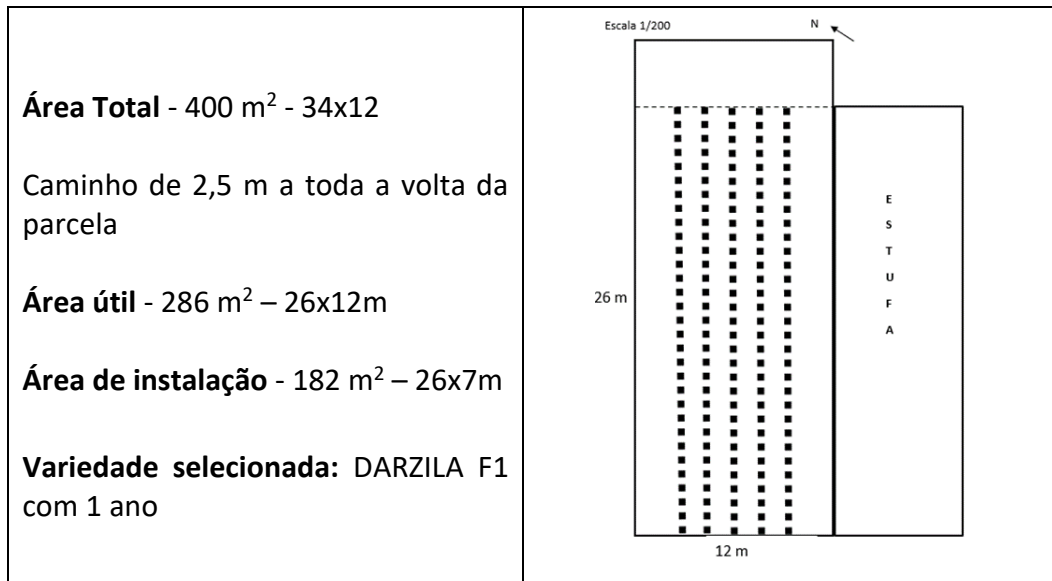 Área Total - 400 m² - 34x12
Caminho de 2,5 m a toda a volta da
parcela
Área útil - 286 m² – 26x12m
Área de instalação - 182 m² – 26x7m
Variedade selecionada: DARZILA F1
com 1 ano
Escala 1/200
N
E
S
T
U
F
A
26 m
12 m